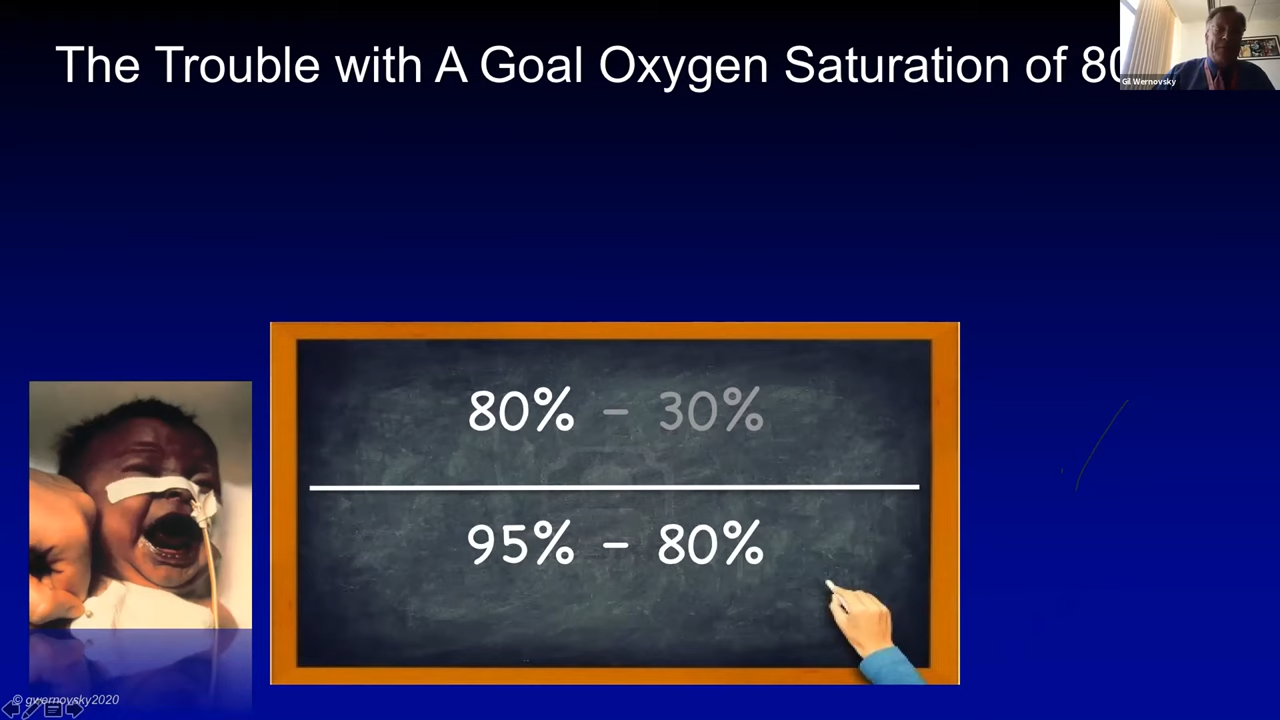 The Trouble with A Goal Oxygen Saturation of 80
Gil Wernovsky
80% - 30%
95% - 80%
© gwernovsky2020